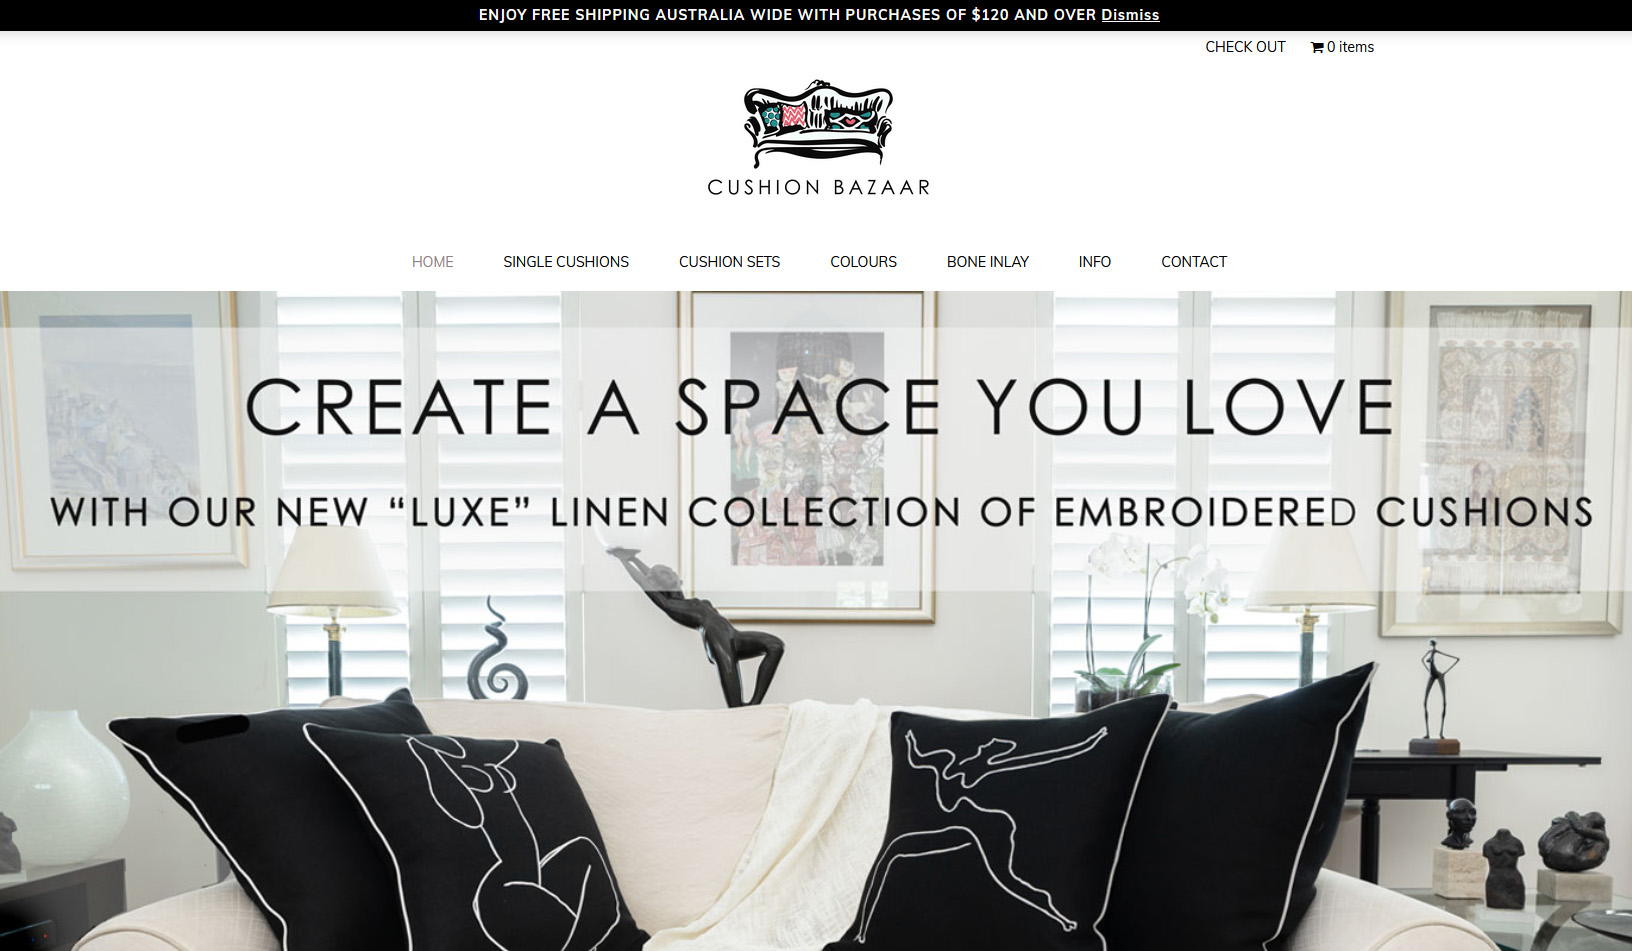 ENJOY FREE SHIPPING AUSTRALIA WIDE WITH PURCHASES OF $120 AND OVER Dismiss
CHECK OUT 0 items
CUSHION BAZAAR
HOME SINGLE CUSHIONS CUSHION SETS COLOURS BONE INLAY INFO CONTACT
CREATE A SPACE YOU LOVE
WITH OUR NEW “LUXE” LINEN COLLECTION OF EMBROIDERED CUSHIONS